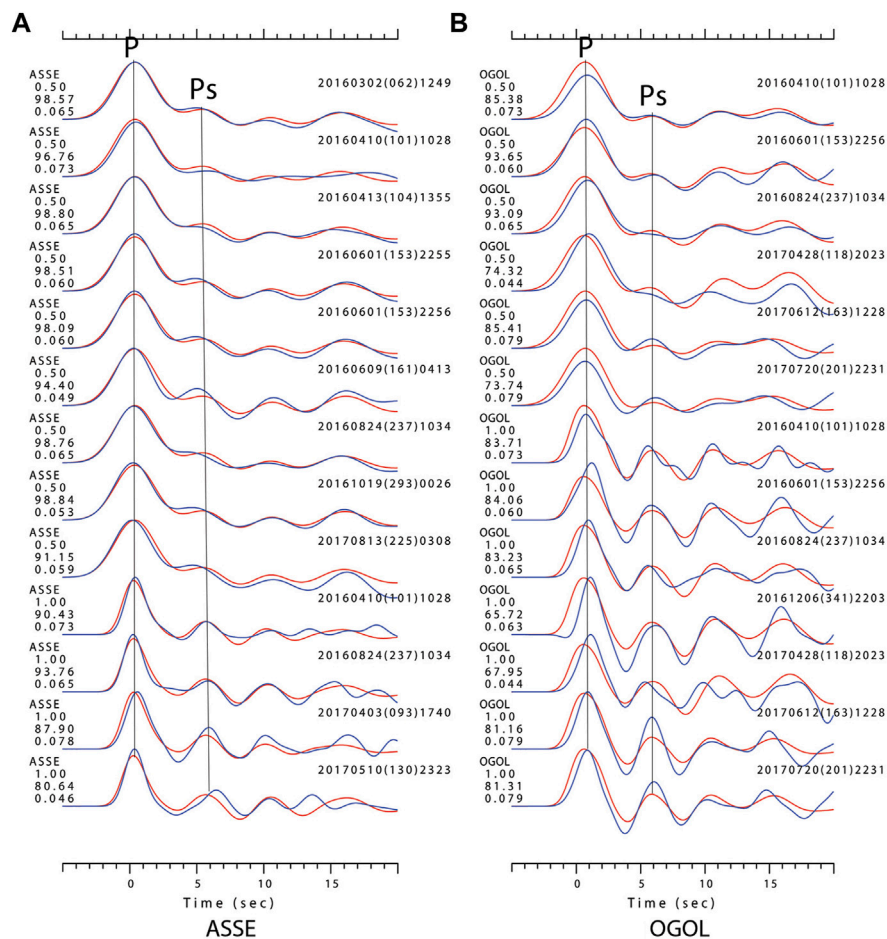 A
P
Ps
ASSE
0.50
98.57
0.065
20160302(062)1249
ASSE
0.50
96.76
0.073
20160410(101)1028
ASSE
0.50
98.80
0.065
20160413(104)1355
ASSE
0.50
98.51
0.060
20160601(153)2255
ASSE
0.50
98.09
0.060
20160601(153)2256
ASSE
0.50
94.40
0.049
20160609(161)0413
ASSE
0.50
98.76
0.065
20160824(237)1034
ASSE
0.50
98.84
0.053
20161019(293)0026
ASSE
0.50
91.15
0.059
20170813(225)0308
ASSE
1.00
90.43
0.073
20160410(101)1028
ASSE
1.00
93.76
0.065
20160824(237)1034
ASSE
1.00
87.90
0.078
20170403(093)1740
ASSE
1.00
80.64
0.046
20170510(130)2323
0 5 10 15
Time (sec)
ASSE
B
P
Ps
OGOL
0.50
85.38
0.073
20160410(101)1028
OGOL
0.50
93.65
0.060
20160601(153)2256
OGOL
0.50
93.09
0.065
20160824(237)1034
OGOL
0.50
74.32
0.044
20170428(118)2023
OGOL
0.50
85.41
0.079
20170612(163)1228
OGOL
0.50
73.74
0.079
20170720(201)2231
OGOL
1.00
83.71
0.073
20160410(101)1028
OGOL
1.00
84.06
0.060
20160601(153)2256
OGOL
1.00
83.23
0.065
20160824(237)1034
OGOL
1.00
65.72
0.063
20161206(341)2203
OGOL
1.00
67.95
0.044
20170428(118)2023
OGOL
1.00
81.16
0.079
20170612(163)1228
OGOL
1.00
81.31
0.079
20170720(201)2231
0 5 10 15
Time (sec)
OGOL